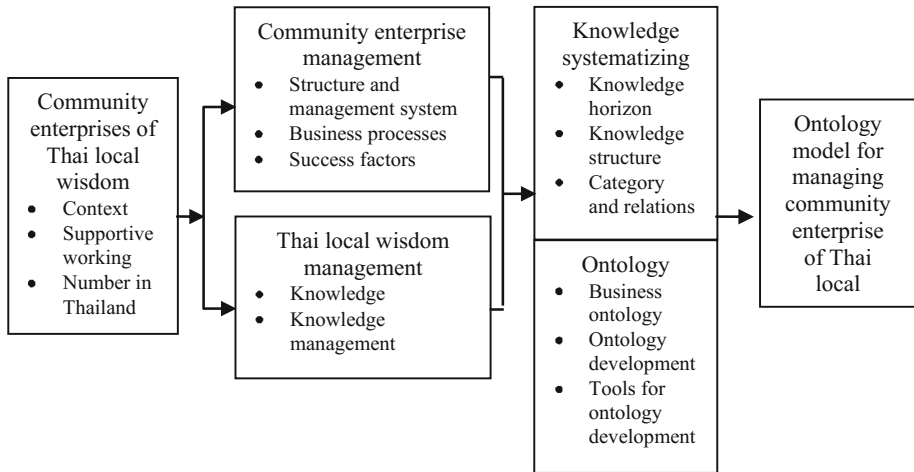 Community
enterprises of
Thai local
wisdom
• Context
• Supportive
working
• Number in
Thailand
Community enterprise
management
• Structure and
management system
• Business processes
• Success factors
Thai local wisdom
management
• Knowledge
• Knowledge
management
Knowledge
systematizing
• Knowledge
horizon
• Knowledge
structure
• Category
and relations
Ontology
• Business
ontology
• Ontology
development
• Tools for
ontology
development
Ontology
model for
managing
community
enterprise
of Thai
local